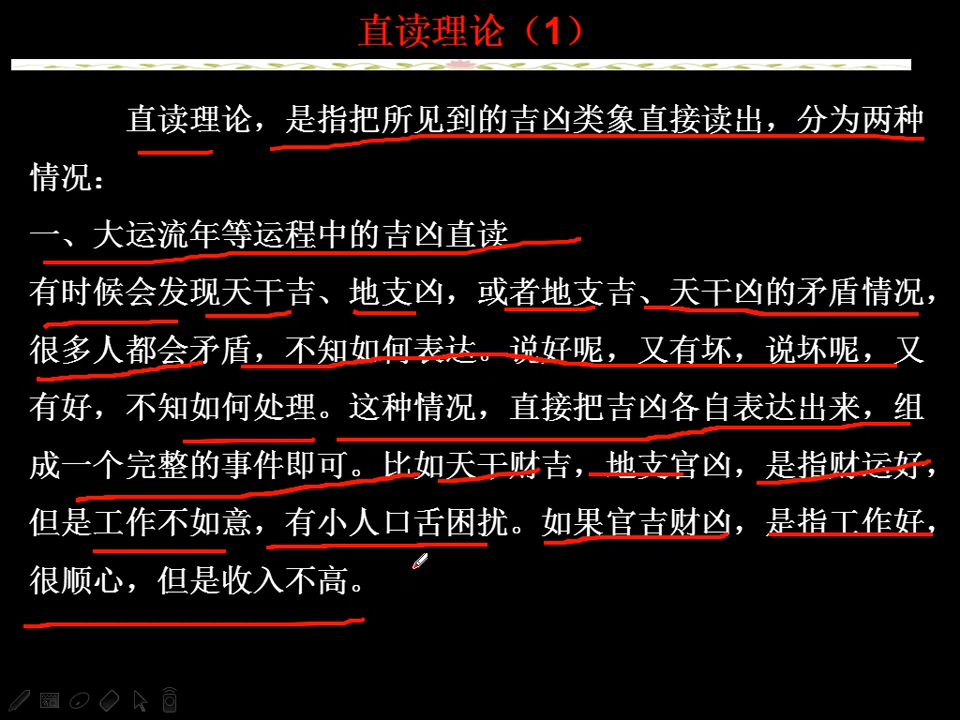 直读理论（1）
直读理论，是指把所见到的吉凶类象直接读出，分为两种
情况：
一、大运流年等运程中的吉凶直读
有时候会发现天干吉、地支凶，或者地支吉、天干凶的矛盾情况，
很多人都会矛盾，不知如何表达。说好呢，又有坏，说坏呢，又
有好，不知如何处理。这种情况，直接把吉凶各自表达出来，组
成一个完整的事件即可。比如天干财吉，地支官凶，是指财运好，
但是工作不如意，有小人口舌困扰。如果官吉财凶，是指工作好，
很顺心，但是收入不高。